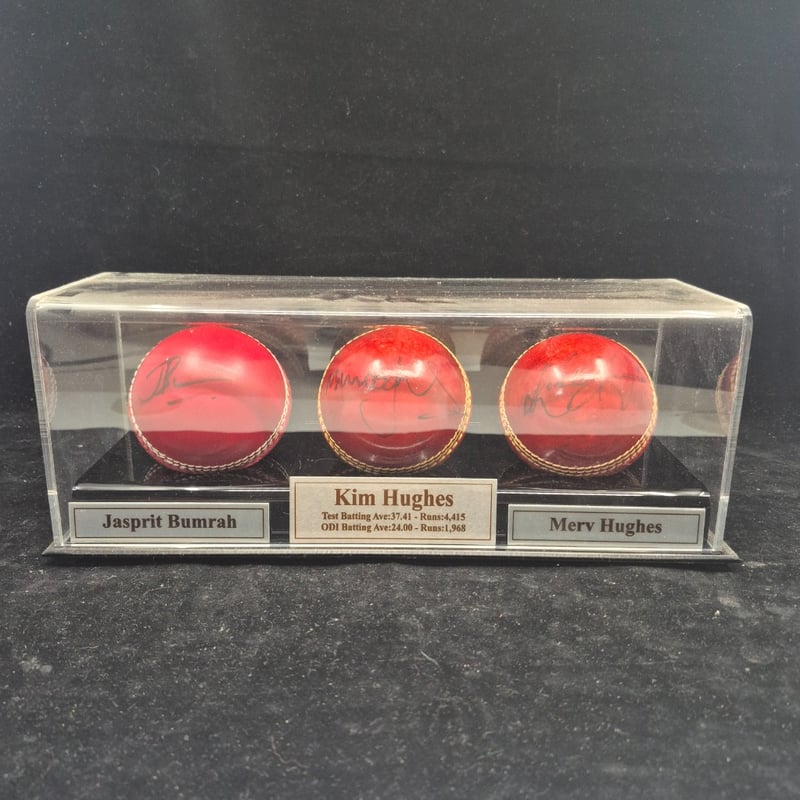 Jasprit Bumrah
Kim Hughes
Test Batting Ave:37.41 - Runs:4,415
ODI Batting Ave:24.00 - Runs:1,968
Merv Hughes